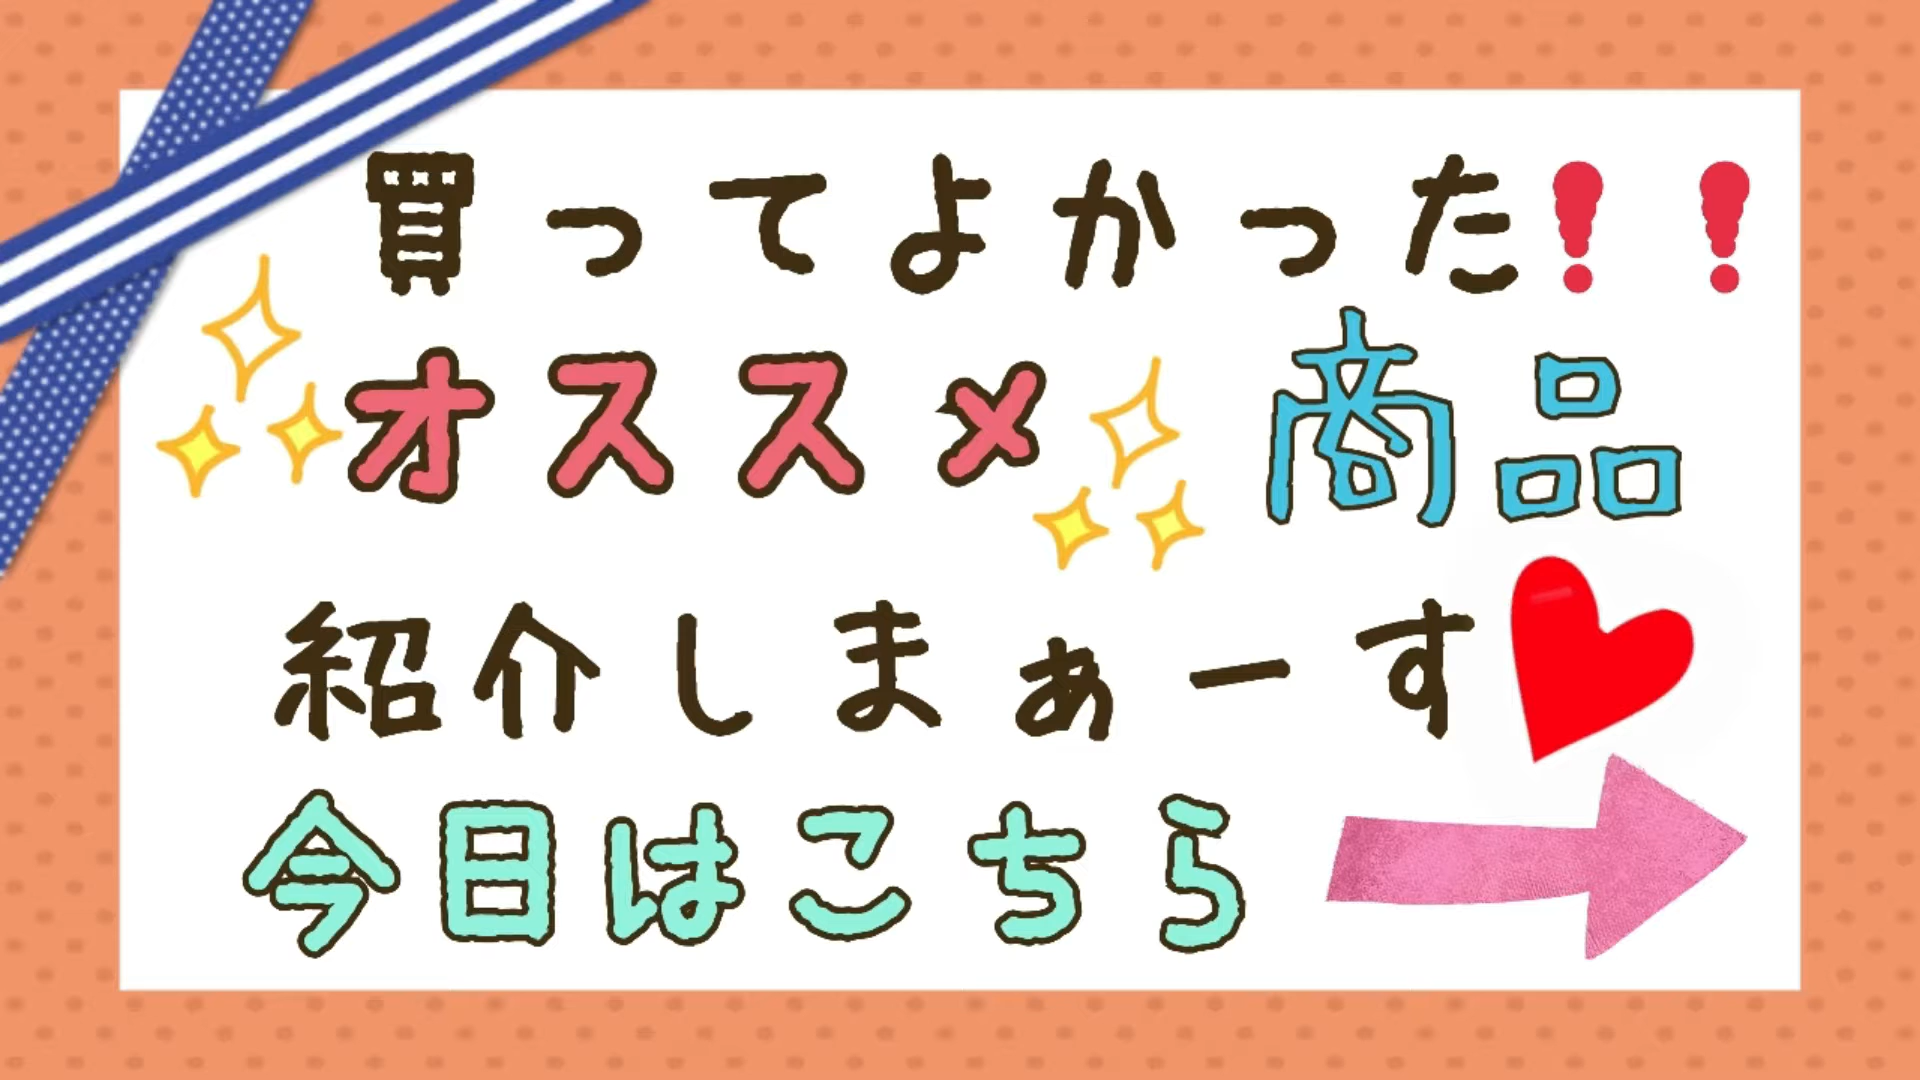 買ってよかった❗❗
オススメ商品
紹介しまぁーす
今日はこちら